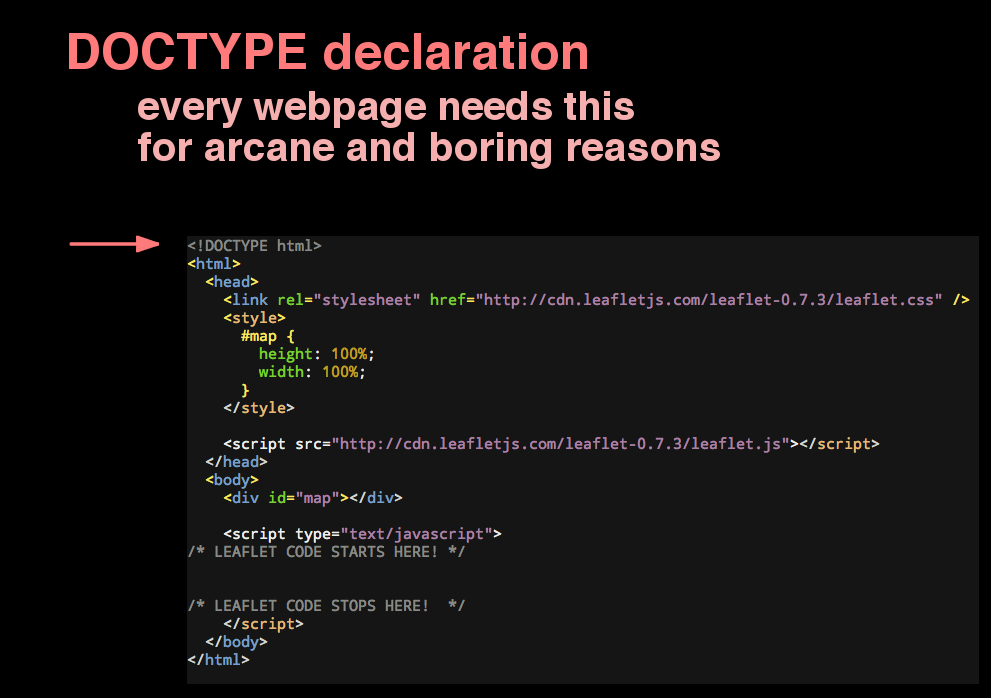 DOCTYPE declaration
every webpage needs this
for arcane and boring reasons
<!DOCTYPE html>
<html>
  <head>
    <link rel="stylesheet" href="http://cdn.leafletjs.com/leaflet-0.7.3/leaflet.css" />
    <style>
      #map {
        height: 100%;
        width: 100%;
      }
    </style>
    <script src="http://cdn.leafletjs.com/leaflet-0.7.3/leaflet.js"></script>
  </head>
  <body>
    <div id="map"></div>
    <script type="text/javascript">
/* LEAFLET CODE STARTS HERE! */
/* LEAFLET CODE STOPS HERE!  */
    </script>
  </body>
</html>